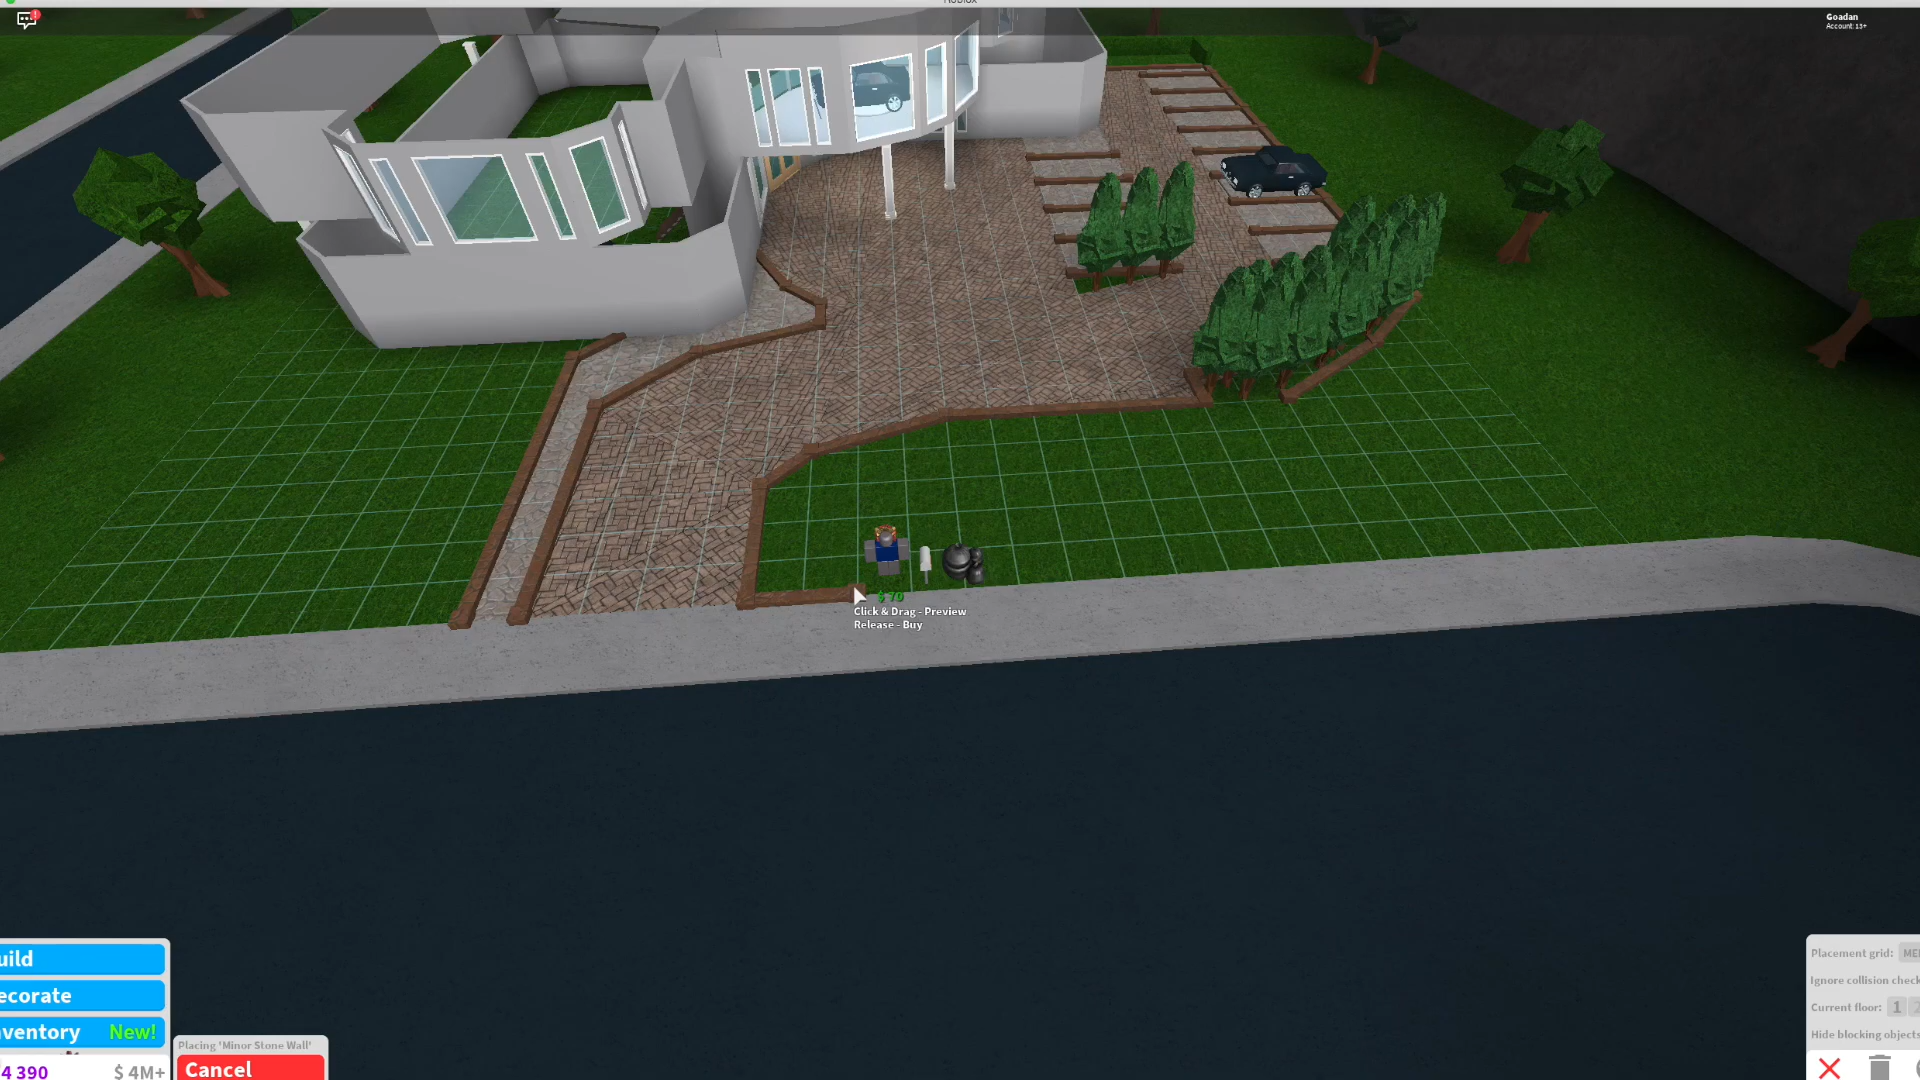 Goadan
Account: 13+
$ 70
Click & Drag - Preview
Release - Buy
uild
ecorate
nventory New!
4 390 $ 4M+
Placing 'Minor Stone Wall'
Cancel
Placement grid:
Ignore collision check
Current floor: 1
Hide blocking objects